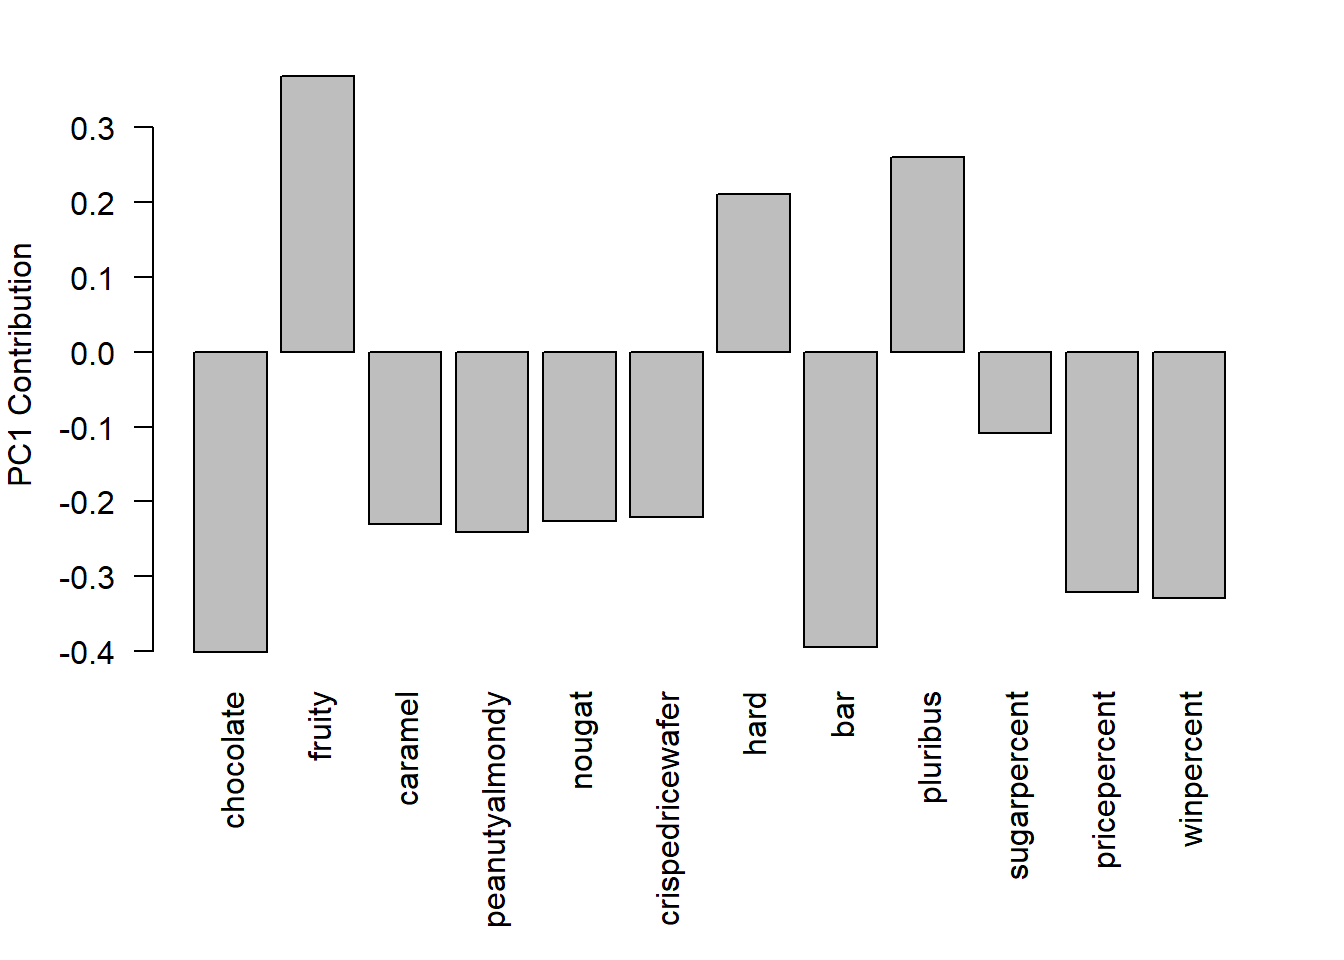 PC1 Contribution
0.3
0.2
0.1
0.0
-0.1
-0.2
-0.3
-0.4
chocolate
fruity
caramel
peanutyalmondy
nougat
crispedricewafer
hard
bar
pluribus
sugarpercent
pricepercent
winpercent